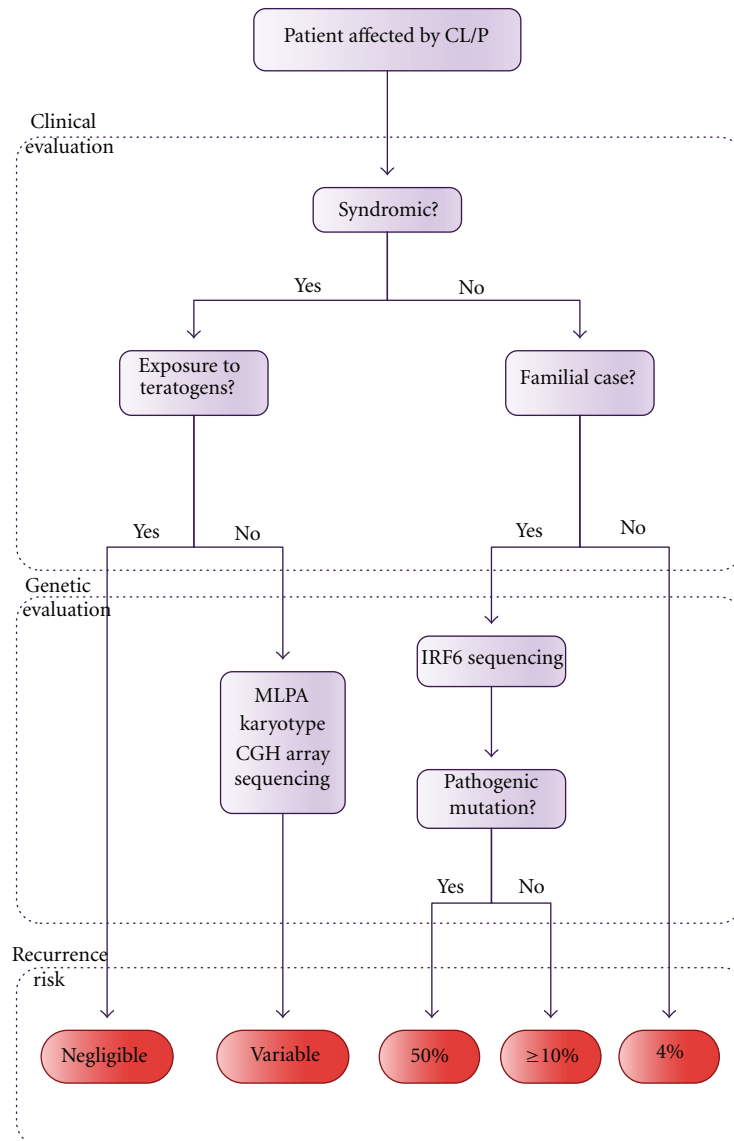 Patient affected by CL/P
Clinical
evaluation
Syndromic?
Yes
No
Exposure to
teratogens?
Familial case?
Yes
No
Yes
No
Genetic
evaluation
IRF6 sequencing
MLPA
karyotype
CGH array
sequencing
Pathogenic
mutation?
Yes
No
Recurrence
risk
Negligible
Variable
50%
≥10%
4%